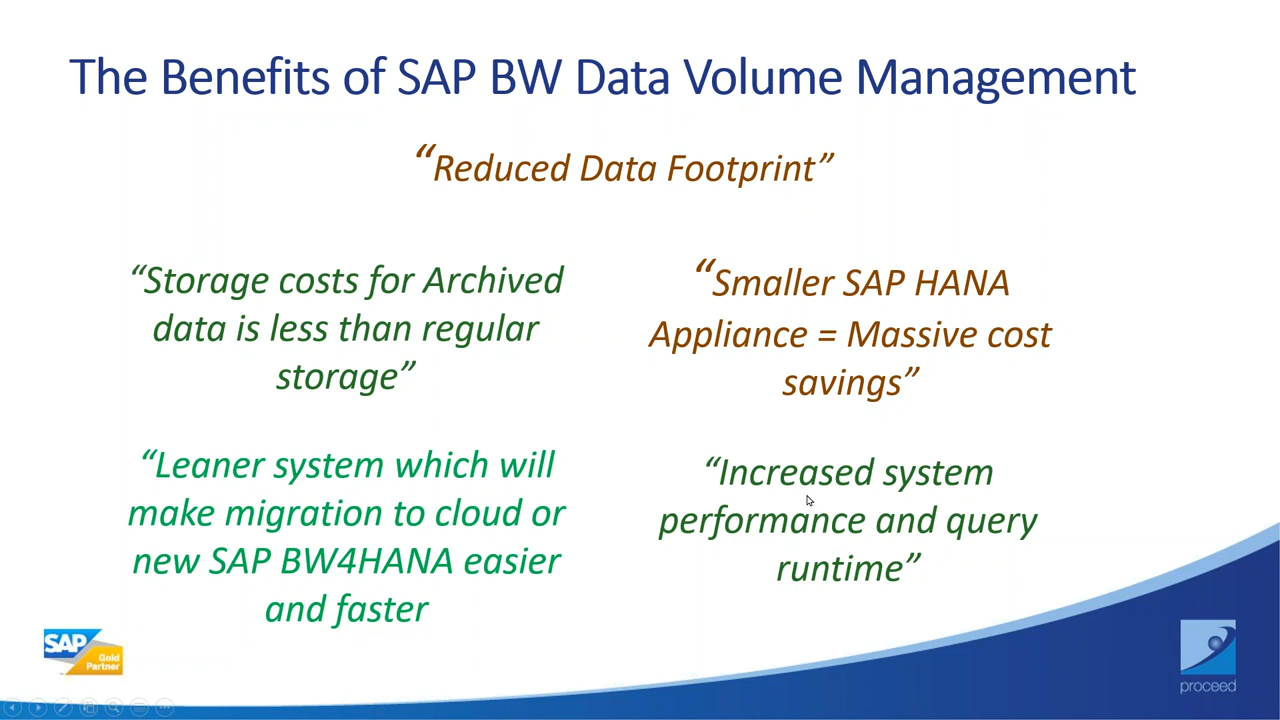 The Benefits of SAP BW Data Volume Management
“Reduced Data Footprint”
“Storage costs for Archived
data is less than regular
storage”
“Smaller SAP HANA
Appliance = Massive cost
savings”
“Leaner system which will
make migration to cloud or
new SAP BW4HANA easier
and faster
“Increased system
performance and query
runtime”
SAP
Gold
Partner
proceed